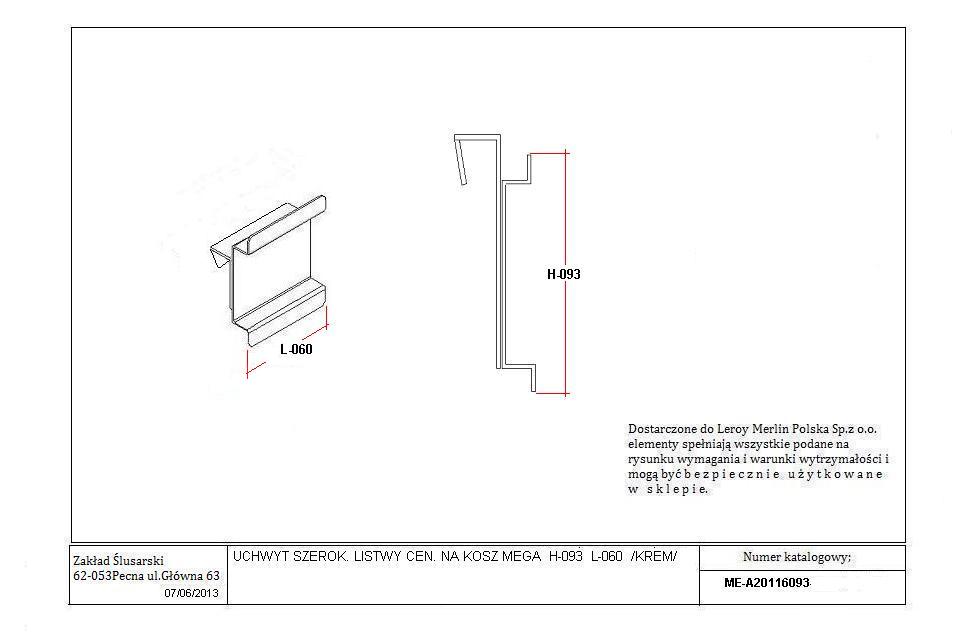 H-093
L-060
Dostarczone do Leroy Merlin Polska Sp.z o.o.
elementy spełniają wszystkie podane na
rysunku wymagania i warunki wytrzymałości i
mogą być b e z p i e c z n i e u ż y t k o w a n e
w s k l e p i e.
Zakład Ślusarski
62-053Pecna ul.Główna 63
07/06/2013
UCHWYT SZEROK. LISTWY CEN. NA KOSZ MEGA H-093 L-060 /KREM/
Numer katalogowy;
ME-A20116093